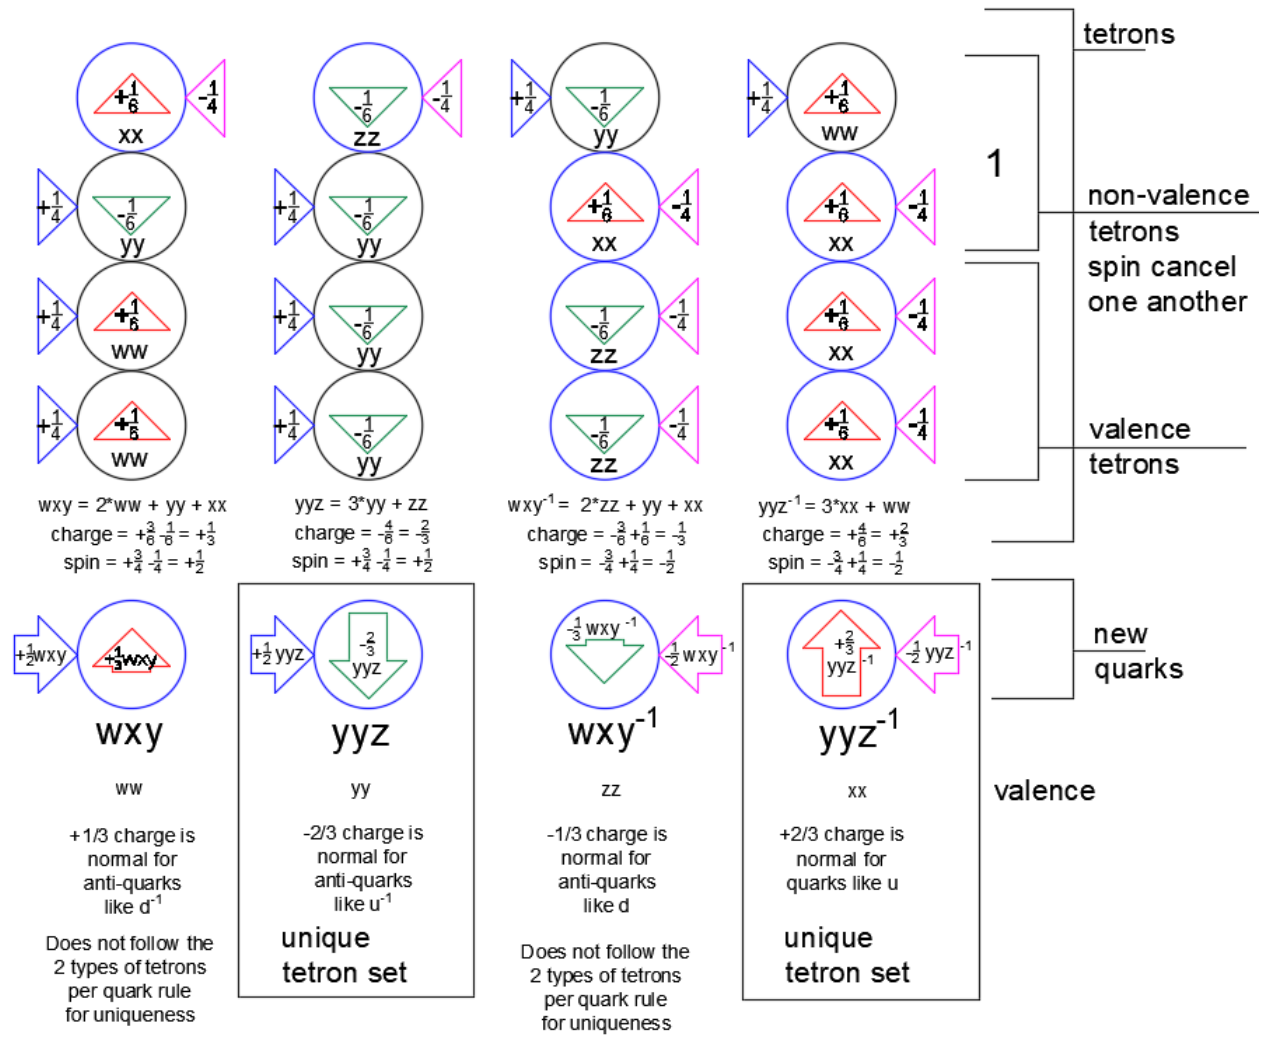 tetrons
+1/6
-1/4
xx
-1/6
-1/4
zz
+1/4
-1/6
yy
+1/4
+1/6
ww
1
+1/4
-1/6
yy
+1/4
-1/6
yy
+1/6
-1/4
xx
+1/6
-1/4
xx
non-valence
tetrons
spin cancel
one another
+1/4
+1/6
ww
+1/4
-1/6
yy
-1/6
-1/4
zz
+1/6
-1/4
xx
+1/4
+1/6
ww
+1/4
-1/6
yy
-1/6
-1/4
zz
+1/6
-1/4
xx
valence
tetrons
wxy = 2*ww + yy + xx
charge = +3/6 -1/6 = +1/3
spin = +3/4 -1/4 = +1/2
yyz = 3*yy + zz
charge = -4/6 = -2/3
spin = +3/4 -1/4 = +1/2
wxy⁻¹ = 2*zz + yy + xx
charge = -3/6 +1/6 = -1/3
spin = -3/4 +1/4 = -1/2
yyz⁻¹ = 3*xx + ww
charge = +4/6 = +2/3
spin = -3/4 +1/4 = -1/2
+1/2 wxy
+1/3 wxy
wxy
+1/2 yyz
-2/3
yyz
yyz
-1/3 wxy⁻¹
-1/2 wxy⁻¹
wxy⁻¹
+2/3
yyz⁻¹
-1/2 yyz⁻¹
yyz⁻¹
new
quarks
ww
+1/3 charge is
normal for
anti-quarks
like d⁻¹
Does not follow the
2 types of tetrons
per quark rule
for uniqueness
yy
-2/3 charge is
normal for
anti-quarks
like u⁻¹
unique
tetron set
zz
-1/3 charge is
normal for
anti-quarks
like d
Does not follow the
2 types of tetrons
per quark rule
for uniqueness
xx
+2/3 charge is
normal for
quarks like u
unique
tetron set
valence